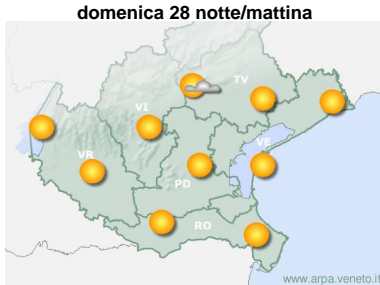 domenica 28 notte/mattina
TV
VI
VE
VR
PD
RO
www.arpa.veneto.it